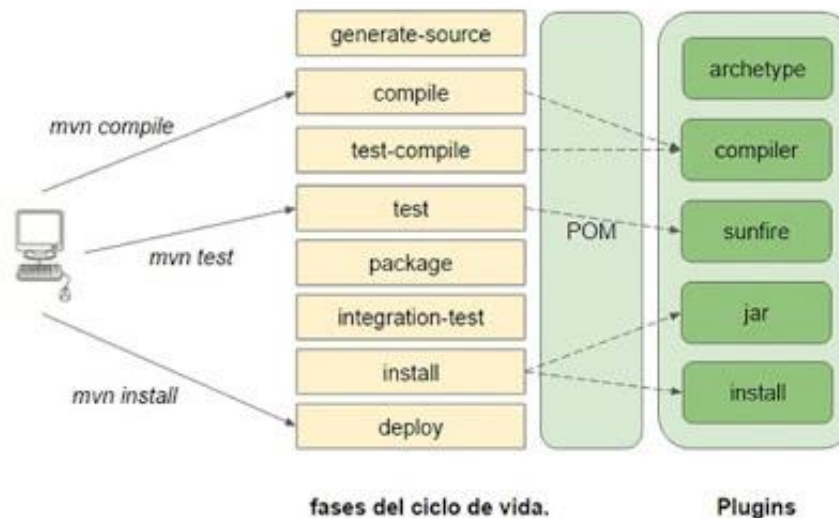 generate-source
compile
test-compile
test
package
integration-test
install
deploy
mvn compile
mvn test
mvn install
POM
archetype
compiler
sunfire
jar
install
fases del ciclo de vida.
Plugins